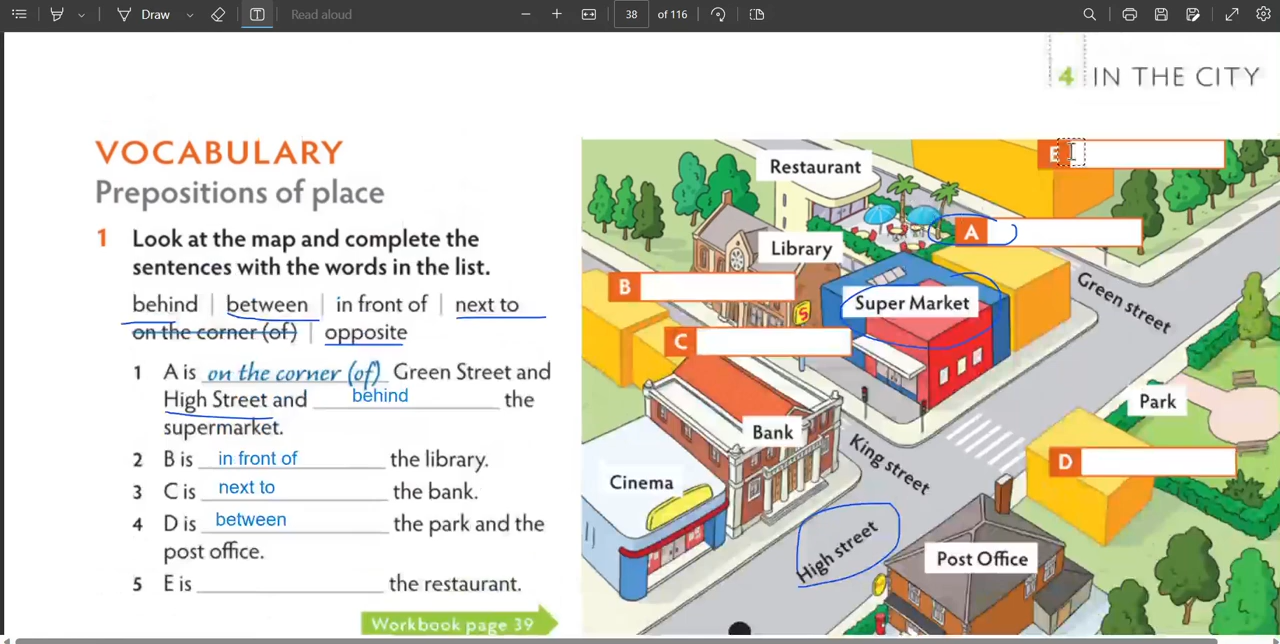 Draw
Read aloud
38 of 116
4 IN THE CITY
VOCABULARY
Prepositions of place
1 Look at the map and complete the
sentences with the words in the list.
behind | between | in front of | next to
on the corner (of) | opposite
1 A is on the corner (of) Green Street and
High Street and behind the
supermarket.
2 B is in front of the library.
3 C is next to the bank.
4 D is between the park and the
post office.
5 E is the restaurant.
Workbook page 39
E
Restaurant
A
Library
B
Super Market
Green street
C
Park
Bank
King street
D
Cinema
High street
Post Office